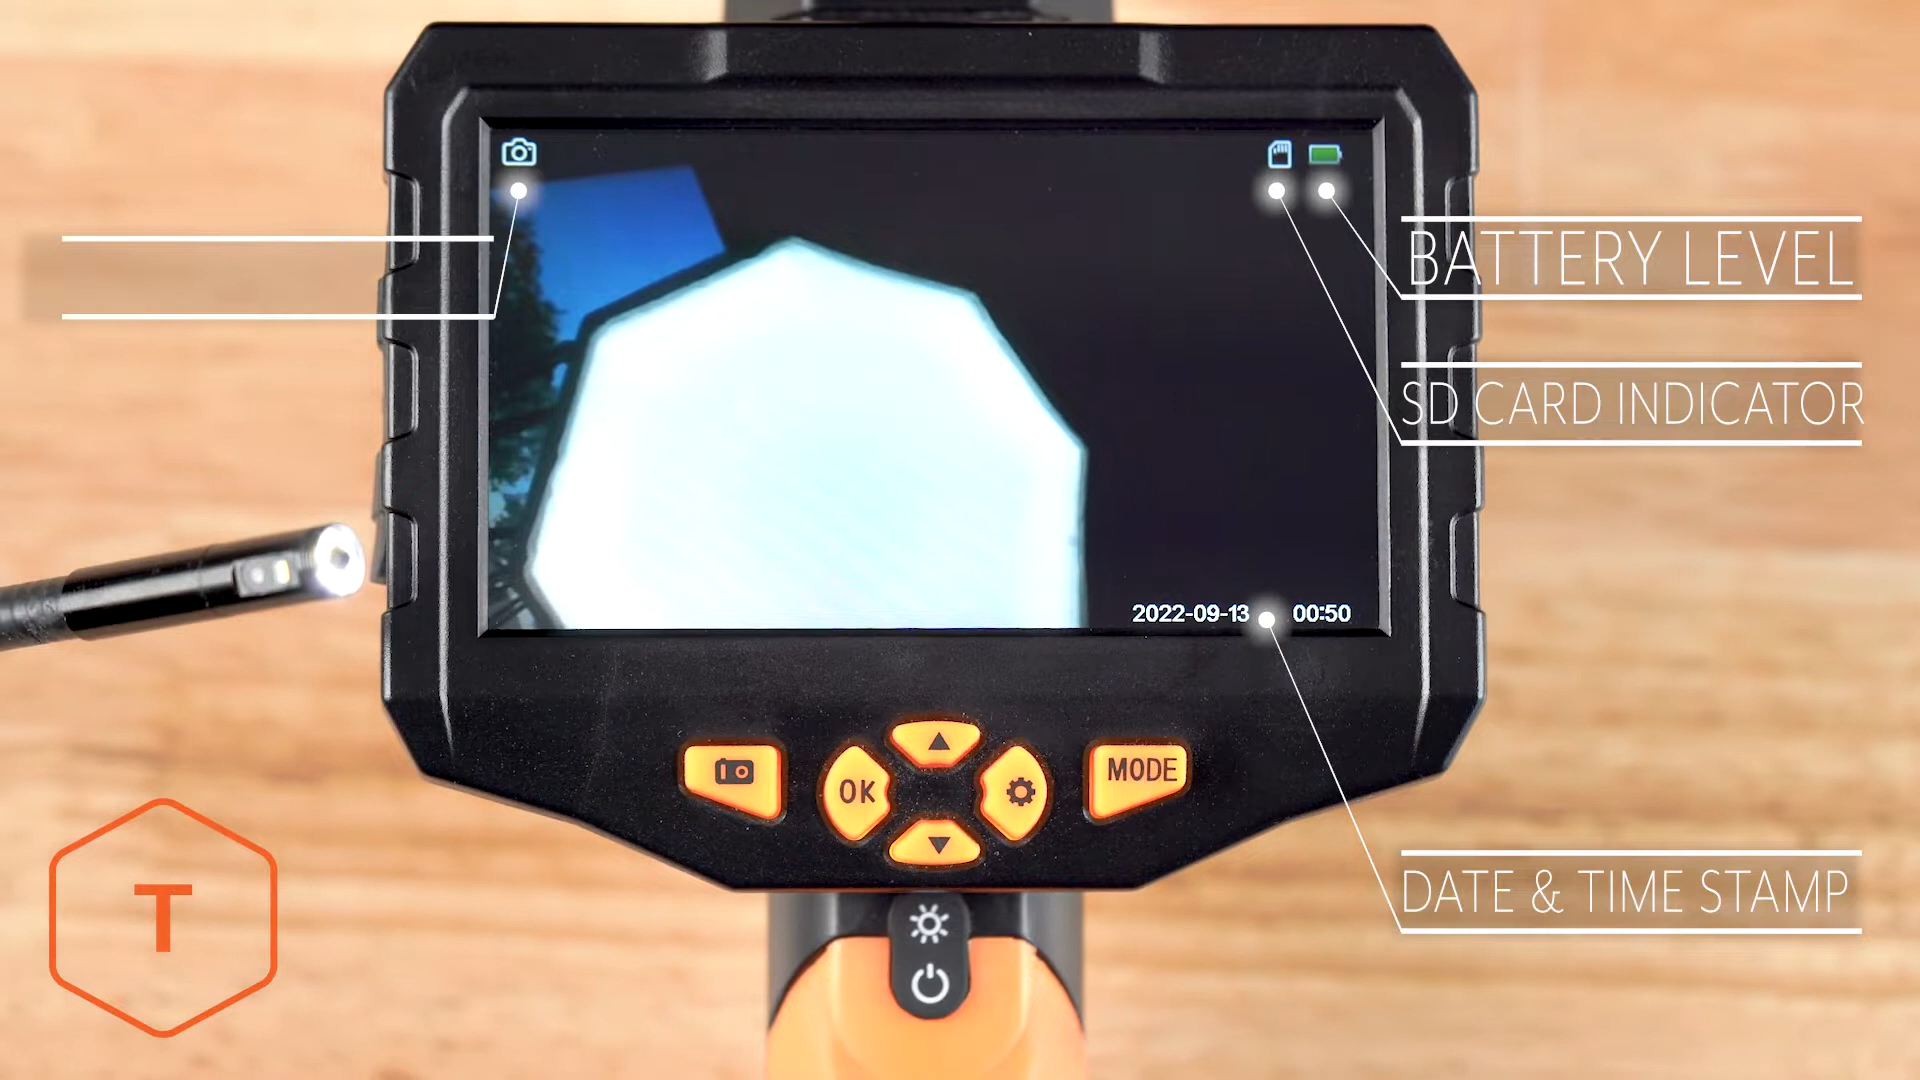 BATTERY LEVEL
SD CARD INDICATOR
2022-09-13 00:50
OK
MODE
DATE & TIME STAMP
T